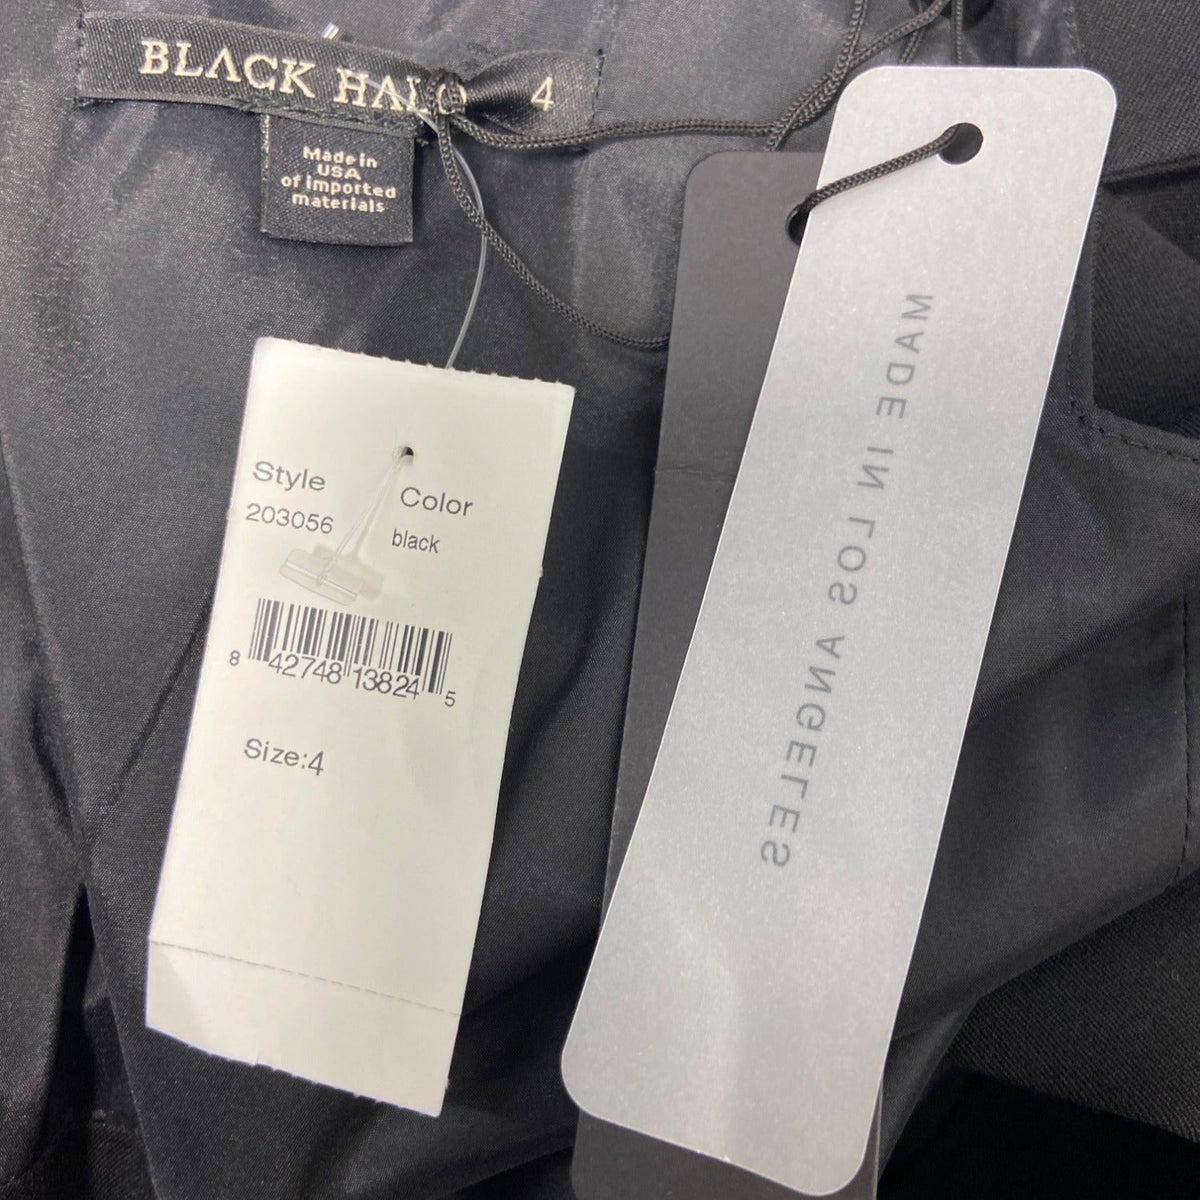 BLACK HALO 4
Made in
USA
of imported
materials
Style
203056
Color
black
8 42748 13824 5
Size:4
MADE IN LOS ANGELES